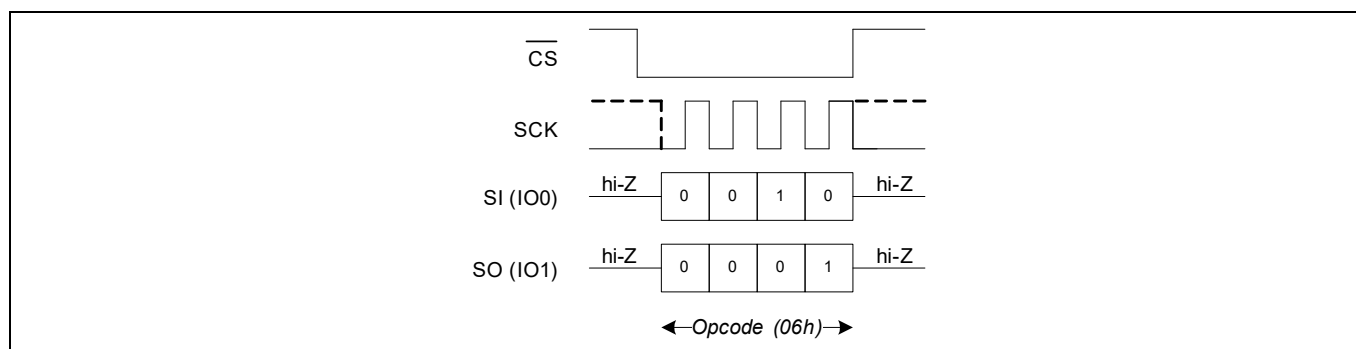 CS
SCK
SI (IO0) hi-Z 0 0 1 0 hi-Z
SO (IO1) hi-Z 0 0 0 1 hi-Z
Opcode (06h)